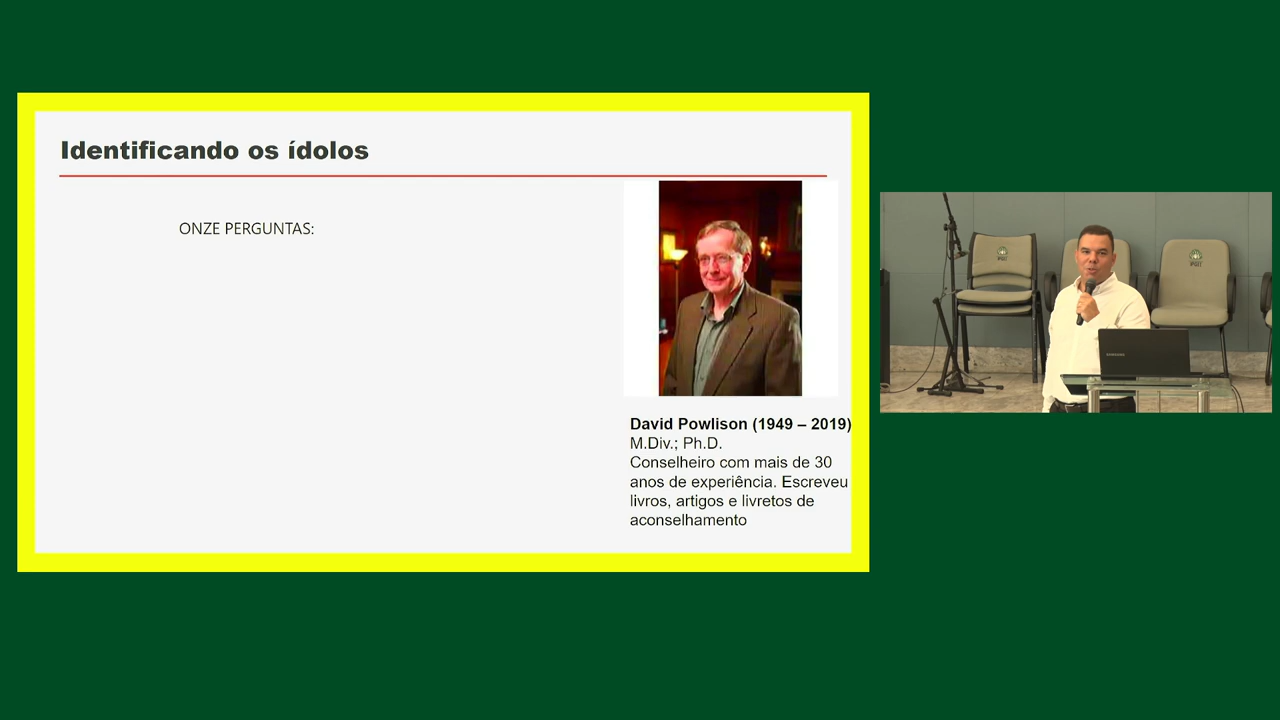 Identificando os ídolos
ONZE PERGUNTAS:
David Powlison (1949 – 2019)
M.Div.; Ph.D.
Conselheiro com mais de 30
anos de experiência. Escreveu
livros, artigos e livretos de
aconselhamento
SAMSUNG